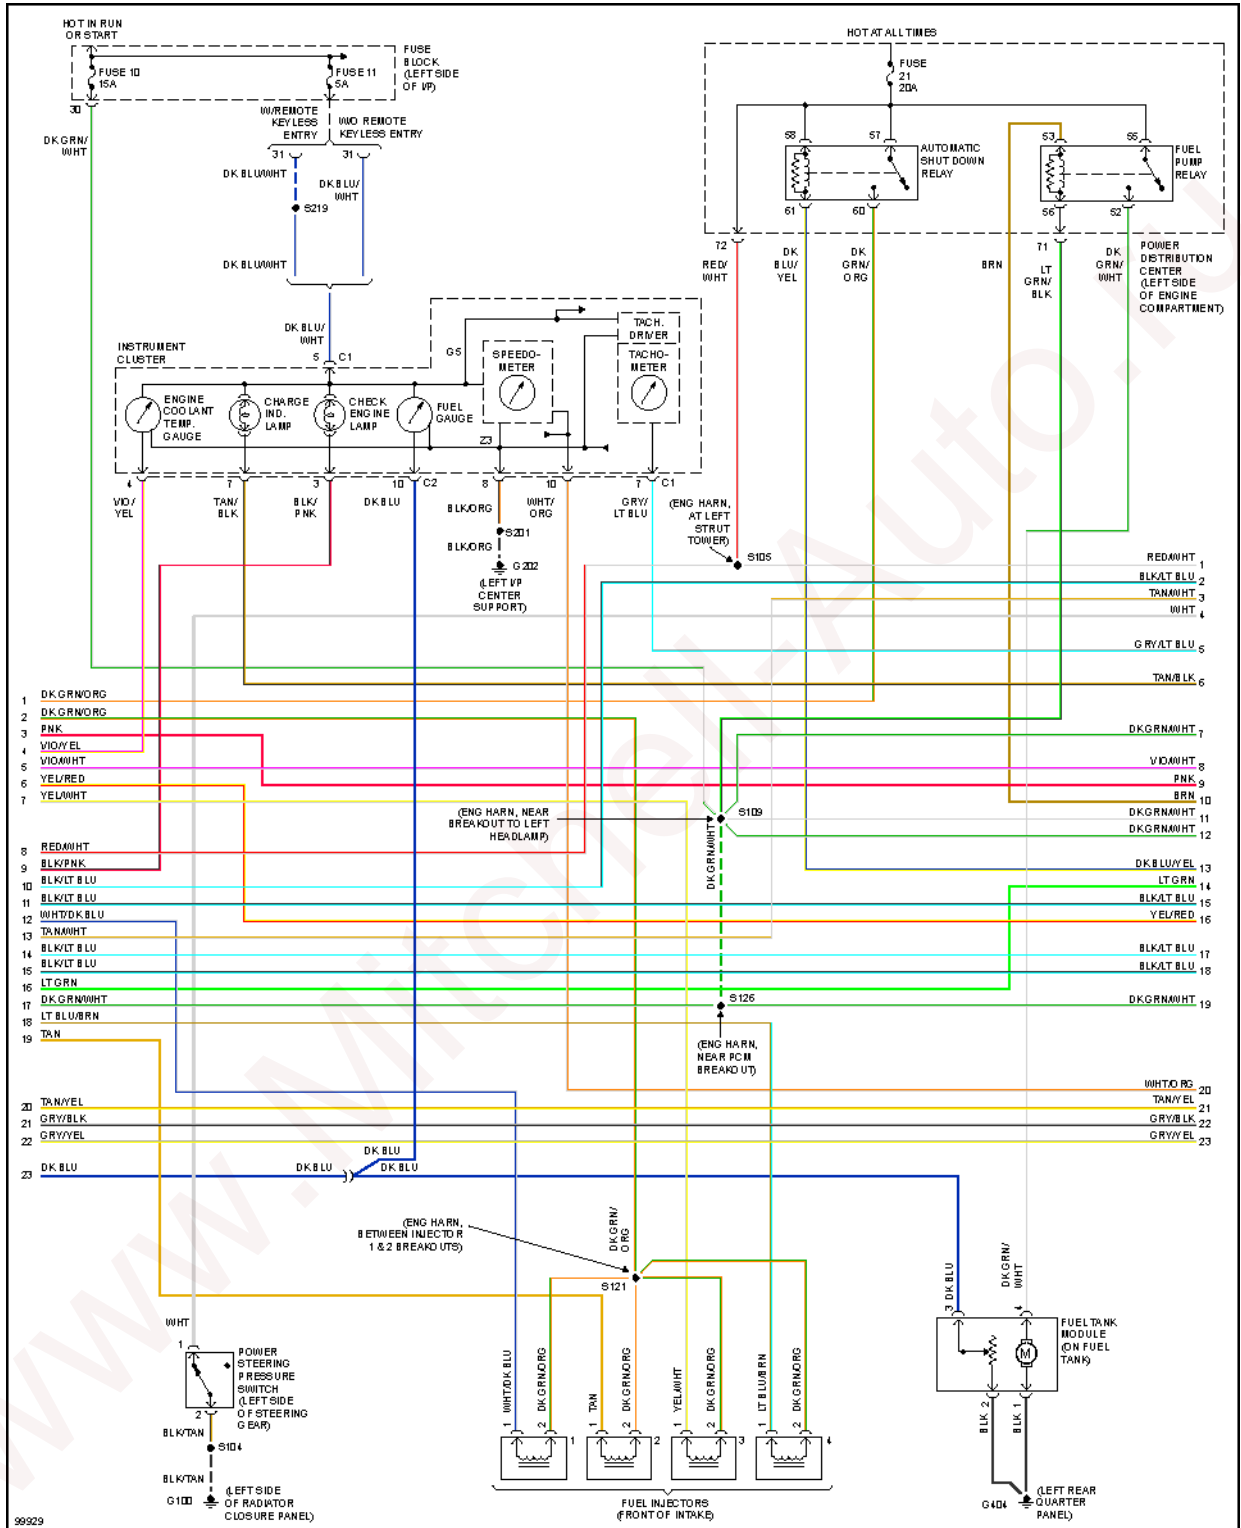 HOT IN RUN
OR START
FUSE 10
15A
FUSE 11
5A
FUSE
BLOCK
(LEFT SIDE
OF I/P)
30
DK GRN/
WHT
W/REMOTE
KEYLESS
ENTRY
W/O REMOTE
KEYLESS ENTRY
31
31
DK BLU/WHT
DK BLU/
WHT
S219
DK BLU/WHT
DK BLU/
WHT
HOT AT ALL TIMES
FUSE
21
20A
58
57
53
55
AUTOMATIC
SHUT DOWN
RELAY
FUEL
PUMP
RELAY
61
60
56
52
72
71
RED/
WHT
DK
BLU/
YEL
DK
GRN/
ORG
BRN
LT
GRN/
BLK
DK
GRN/
WHT
POWER
DISTRIBUTION
CENTER
(LEFT SIDE
OF ENGINE
COMPARTMENT)
INSTRUMENT
CLUSTER
5
C1
G5
TACH.
DRIVER
SPEEDO-
METER
TACHO-
METER
ENGINE
COOLANT
TEMP.
GAUGE
CHARGE
IND.
LAMP
CHECK
ENGINE
LAMP
FUEL
GAUGE
Z3
4
7
3
10
C2
8
10
7
C1
VIO/
YEL
TAN/
BLK
BLK/
PNK
DK BLU
BLK/ORG
WHT/
ORG
GRY/
LT BLU
S201
BLK/ORG
G202
(LEFT I/P
CENTER
SUPPORT)
(ENG HARN,
AT LEFT
STRUT
TOWER)
S105
RED/WHT 1
BLK/LT BLU 2
TAN/WHT 3
WHT 4
GRY/LT BLU 5
TAN/BLK 6
DK GRN/WHT 7
VIO/WHT 8
PNK 9
BRN 10
DK GRN/WHT 11
DK GRN/WHT 12
DK BLU/YEL 13
LT GRN 14
BLK/LT BLU 15
YEL/RED 16
BLK/LT BLU 17
BLK/LT BLU 18
DK GRN/WHT 19
WHT/ORG 20
TAN/YEL 21
GRY/BLK 22
GRY/YEL 23
1 DK GRN/ORG
2 DK GRN/ORG
3 PNK
4 VIO/YEL
5 VIO/WHT
6 YEL/RED
7 YEL/WHT
8 RED/WHT
9 BLK/PNK
10 BLK/LT BLU
11 BLK/LT BLU
12 WHT/DK BLU
13 TAN/WHT
14 BLK/LT BLU
15 BLK/LT BLU
16 LT GRN
17 DK GRN/WHT
18 LT BLU/BRN
19 TAN
20 TAN/YEL
21 GRY/BLK
22 GRY/YEL
23 DK BLU
(ENG HARN, NEAR
BREAKOUT TO LEFT
HEADLAMP)
S109
DK GRN/WHT
S126
(ENG HARN,
NEAR PCM
BREAKOUT)
DK BLU
DK BLU
DK BLU
(ENG HARN,
BETWEEN INJECTOR
1 & 2 BREAKOUTS)
DK GRN/
ORG
S121
WHT
1
POWER
STEERING
PRESSURE
SWITCH
(LEFT SIDE
OF STEERING
GEAR)
2
BLK/TAN
S104
BLK/TAN
G100
(LEFT SIDE
OF RADIATOR
CLOSURE PANEL)
1 WHT/DK BLU
2 DK GRN/ORG
1 TAN
2 DK GRN/ORG
1 YEL/WHT
2 DK GRN/ORG
1 LT BLU/BRN
2 DK GRN/ORG
1
2
3
4
FUEL INJECTORS
(FRONT OF INTAKE)
3 DK BLU
4
DK GRN/
WHT
M
FUEL TANK
MODULE
(ON FUEL
TANK)
BLK 2
BLK 1
G404
(LEFT REAR
QUARTER
PANEL)
99929
www.Mitchell-Auto.ru